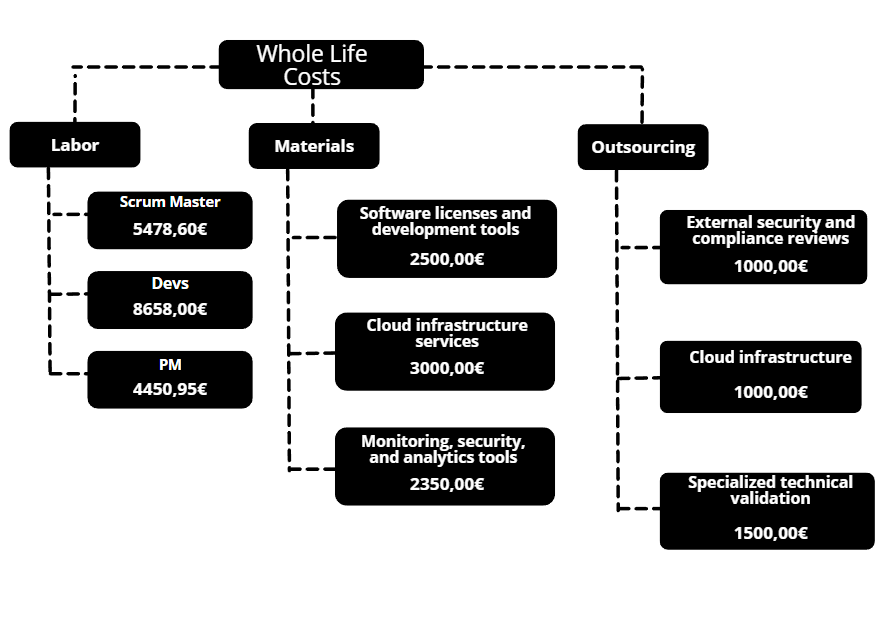 Whole Life
Costs
Labor
Scrum Master
5478,60€
Devs
8658,00€
PM
4450,95€
Materials
Software licenses and
development tools
2500,00€
Cloud infrastructure
services
3000,00€
Monitoring, security,
and analytics tools
2350,00€
Outsourcing
External security and
compliance reviews
1000,00€
Cloud infrastructure
1000,00€
Specialized technical
validation
1500,00€